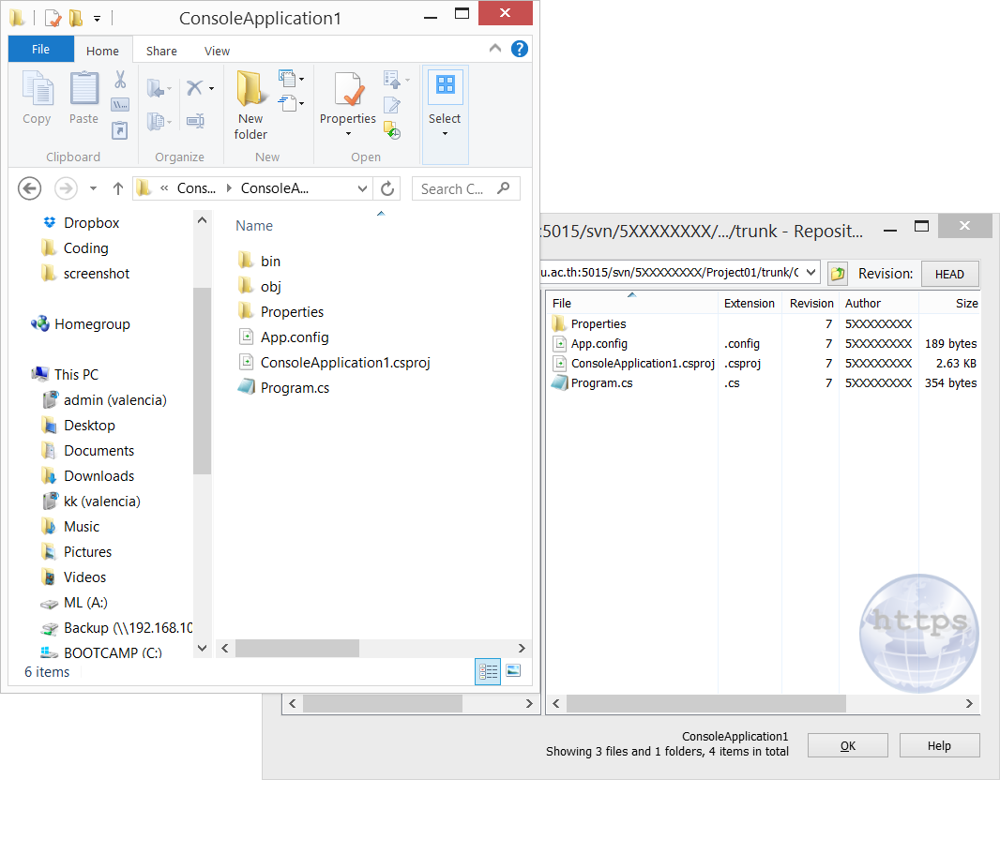 ConsoleApplication1
File Home Share View
Copy
Paste
Clipboard
Organize
New
folder
New
Properties
Open
Select
« Cons... ConsoleA...
Search C...
Dropbox
Coding
screenshot
Homegroup
This PC
admin (valencia)
Desktop
Documents
Downloads
kk (valencia)
Music
Pictures
Videos
ML (A:)
Backup (\\192.168.10
BOOTCAMP (C:)
Name
bin
obj
Properties
App.config
ConsoleApplication1.csproj
Program.cs
6 items
:5015/svn/5XXXXXXXX/.../trunk - Reposit...
u.ac.th:5015/svn/5XXXXXXXX/Project01/trunk/C
Revision: HEAD
File Extension Revision Author Size
Properties 7 5XXXXXXXX
App.config .config 7 5XXXXXXXX 189 bytes
ConsoleApplication1.csproj .csproj 7 5XXXXXXXX 2.63 KB
Program.cs .cs 7 5XXXXXXXX 354 bytes
https
ConsoleApplication1
Showing 3 files and 1 folders, 4 items in total
OK
Help